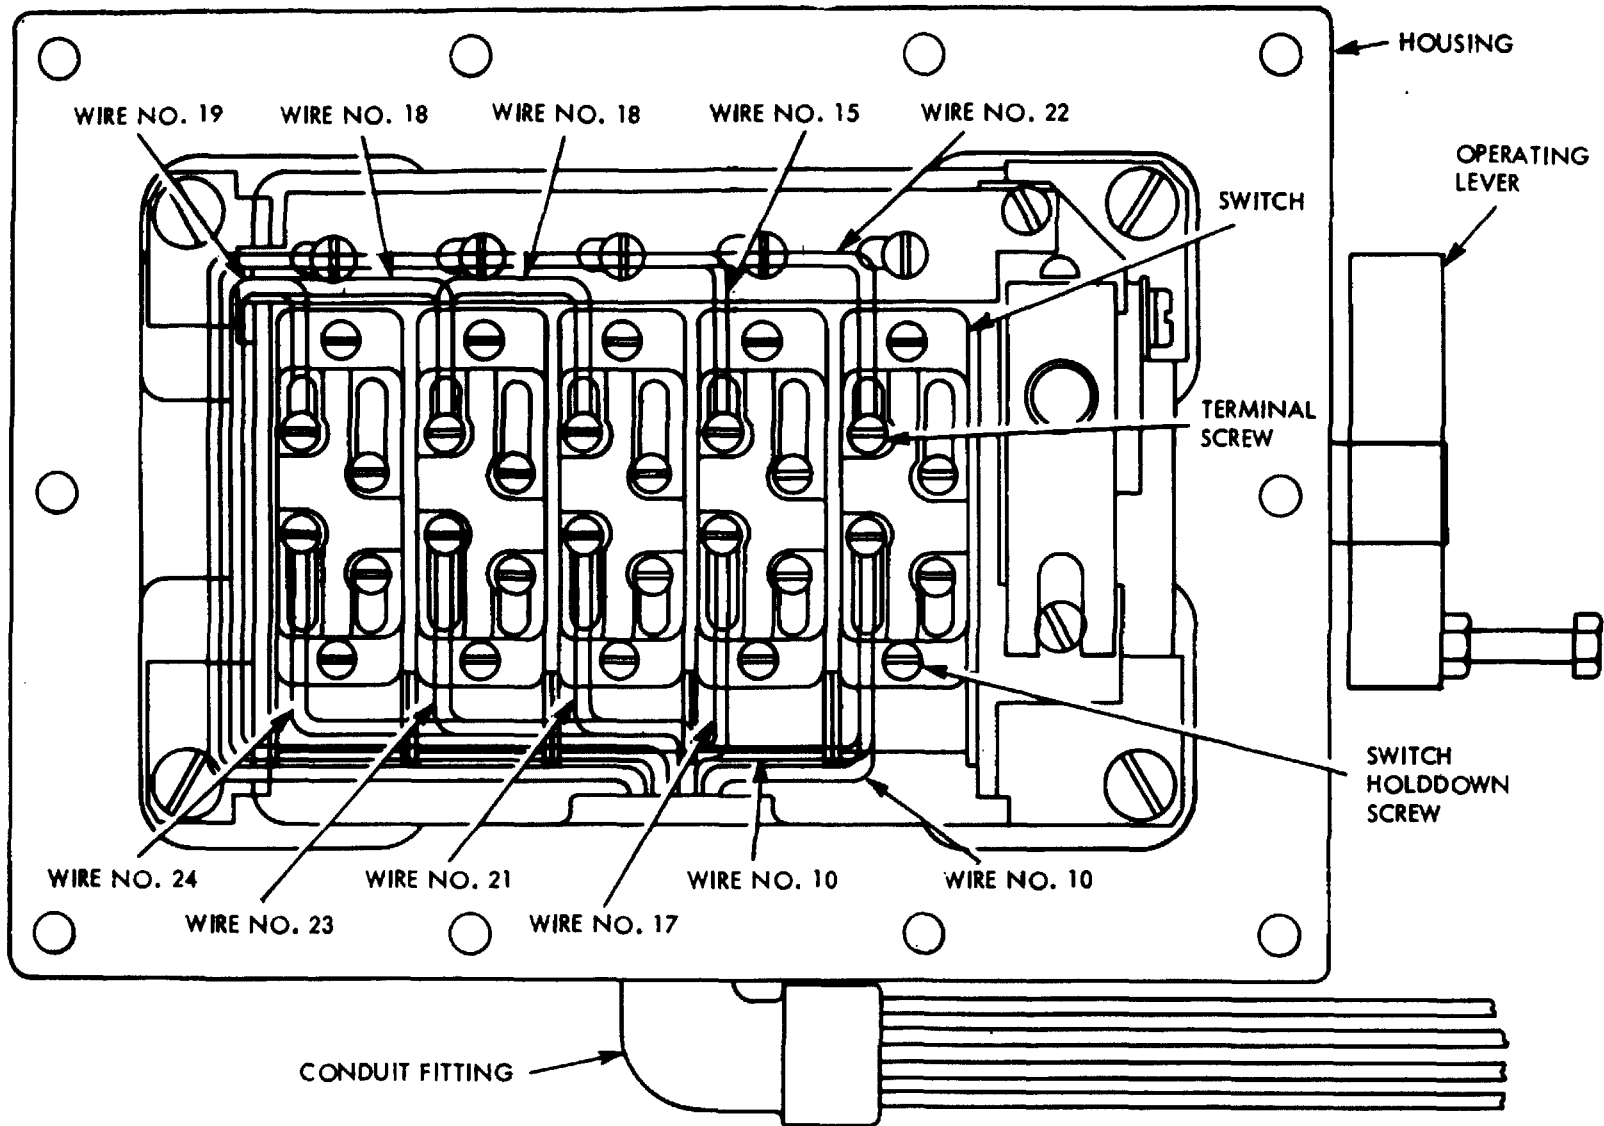 HOUSING
WIRE NO. 19
WIRE NO. 18
WIRE NO. 18
WIRE NO. 15
WIRE NO. 22
OPERATING
LEVER
SWITCH
TERMINAL
SCREW
SWITCH
HOLDDOWN
SCREW
WIRE NO. 24
WIRE NO. 21
WIRE NO. 10
WIRE NO. 10
WIRE NO. 23
WIRE NO. 17
CONDUIT FITTING